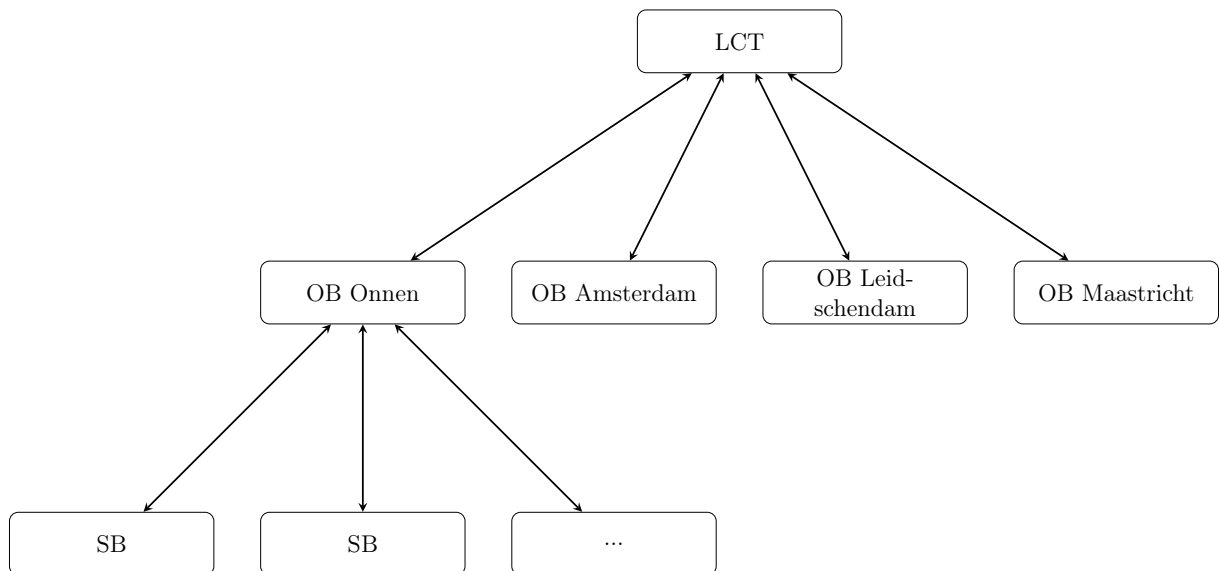 LCT
OB Onnen
OB Amsterdam
OB Leid-
schendam
OB Maastricht
SB
SB
...